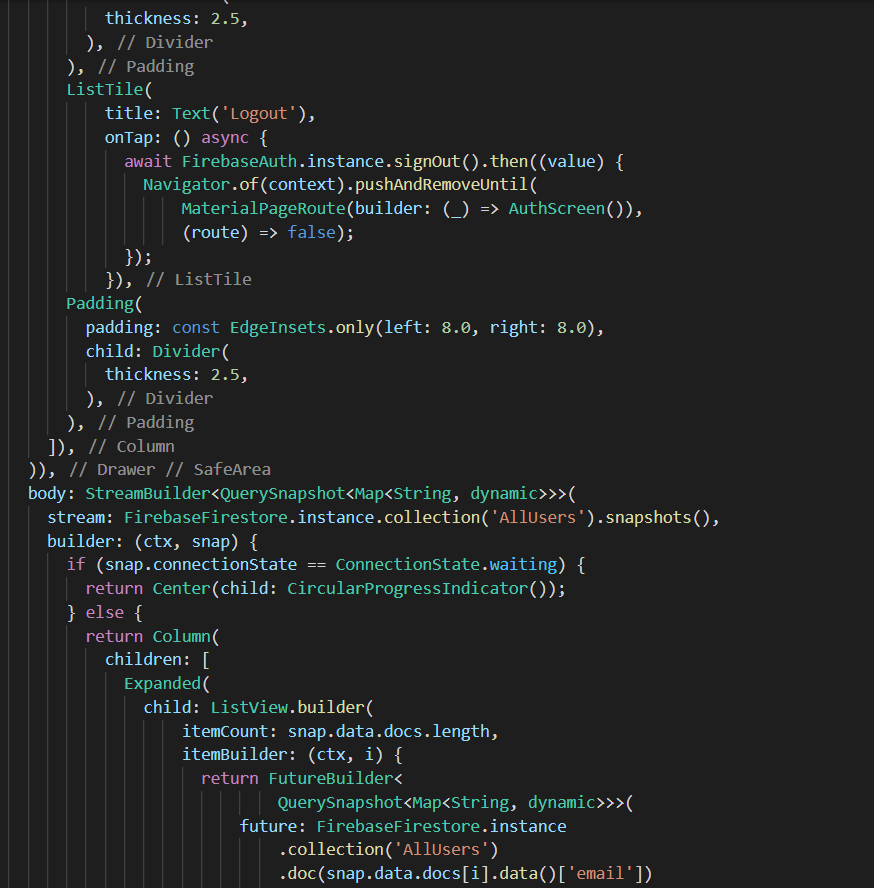 thickness: 2.5,
), // Divider
), // Padding
ListTile(
title: Text('Logout'),
onTap: () async {
await FirebaseAuth.instance.signOut().then((value) {
Navigator.of(context).pushAndRemoveUntil(
MaterialPageRoute(builder: (_) => AuthScreen()),
(route) => false);
});
}), // ListTile
Padding(
padding: const EdgeInsets.only(left: 8.0, right: 8.0),
child: Divider(
thickness: 2.5,
), // Divider
), // Padding
]), // Column
)), // Drawer // SafeArea
body: StreamBuilder<QuerySnapshot<Map<String, dynamic>>>(
stream: FirebaseFirestore.instance.collection('AllUsers').snapshots(),
builder: (ctx, snap) {
if (snap.connectionState == ConnectionState.waiting) {
return Center(child: CircularProgressIndicator());
} else {
return Column(
children: [
Expanded(
child: ListView.builder(
itemCount: snap.data.docs.length,
itemBuilder: (ctx, i) {
return FutureBuilder<
QuerySnapshot<Map<String, dynamic>>>(
future: FirebaseFirestore.instance
.collection('AllUsers')
.doc(snap.data.docs[i].data()['email'])